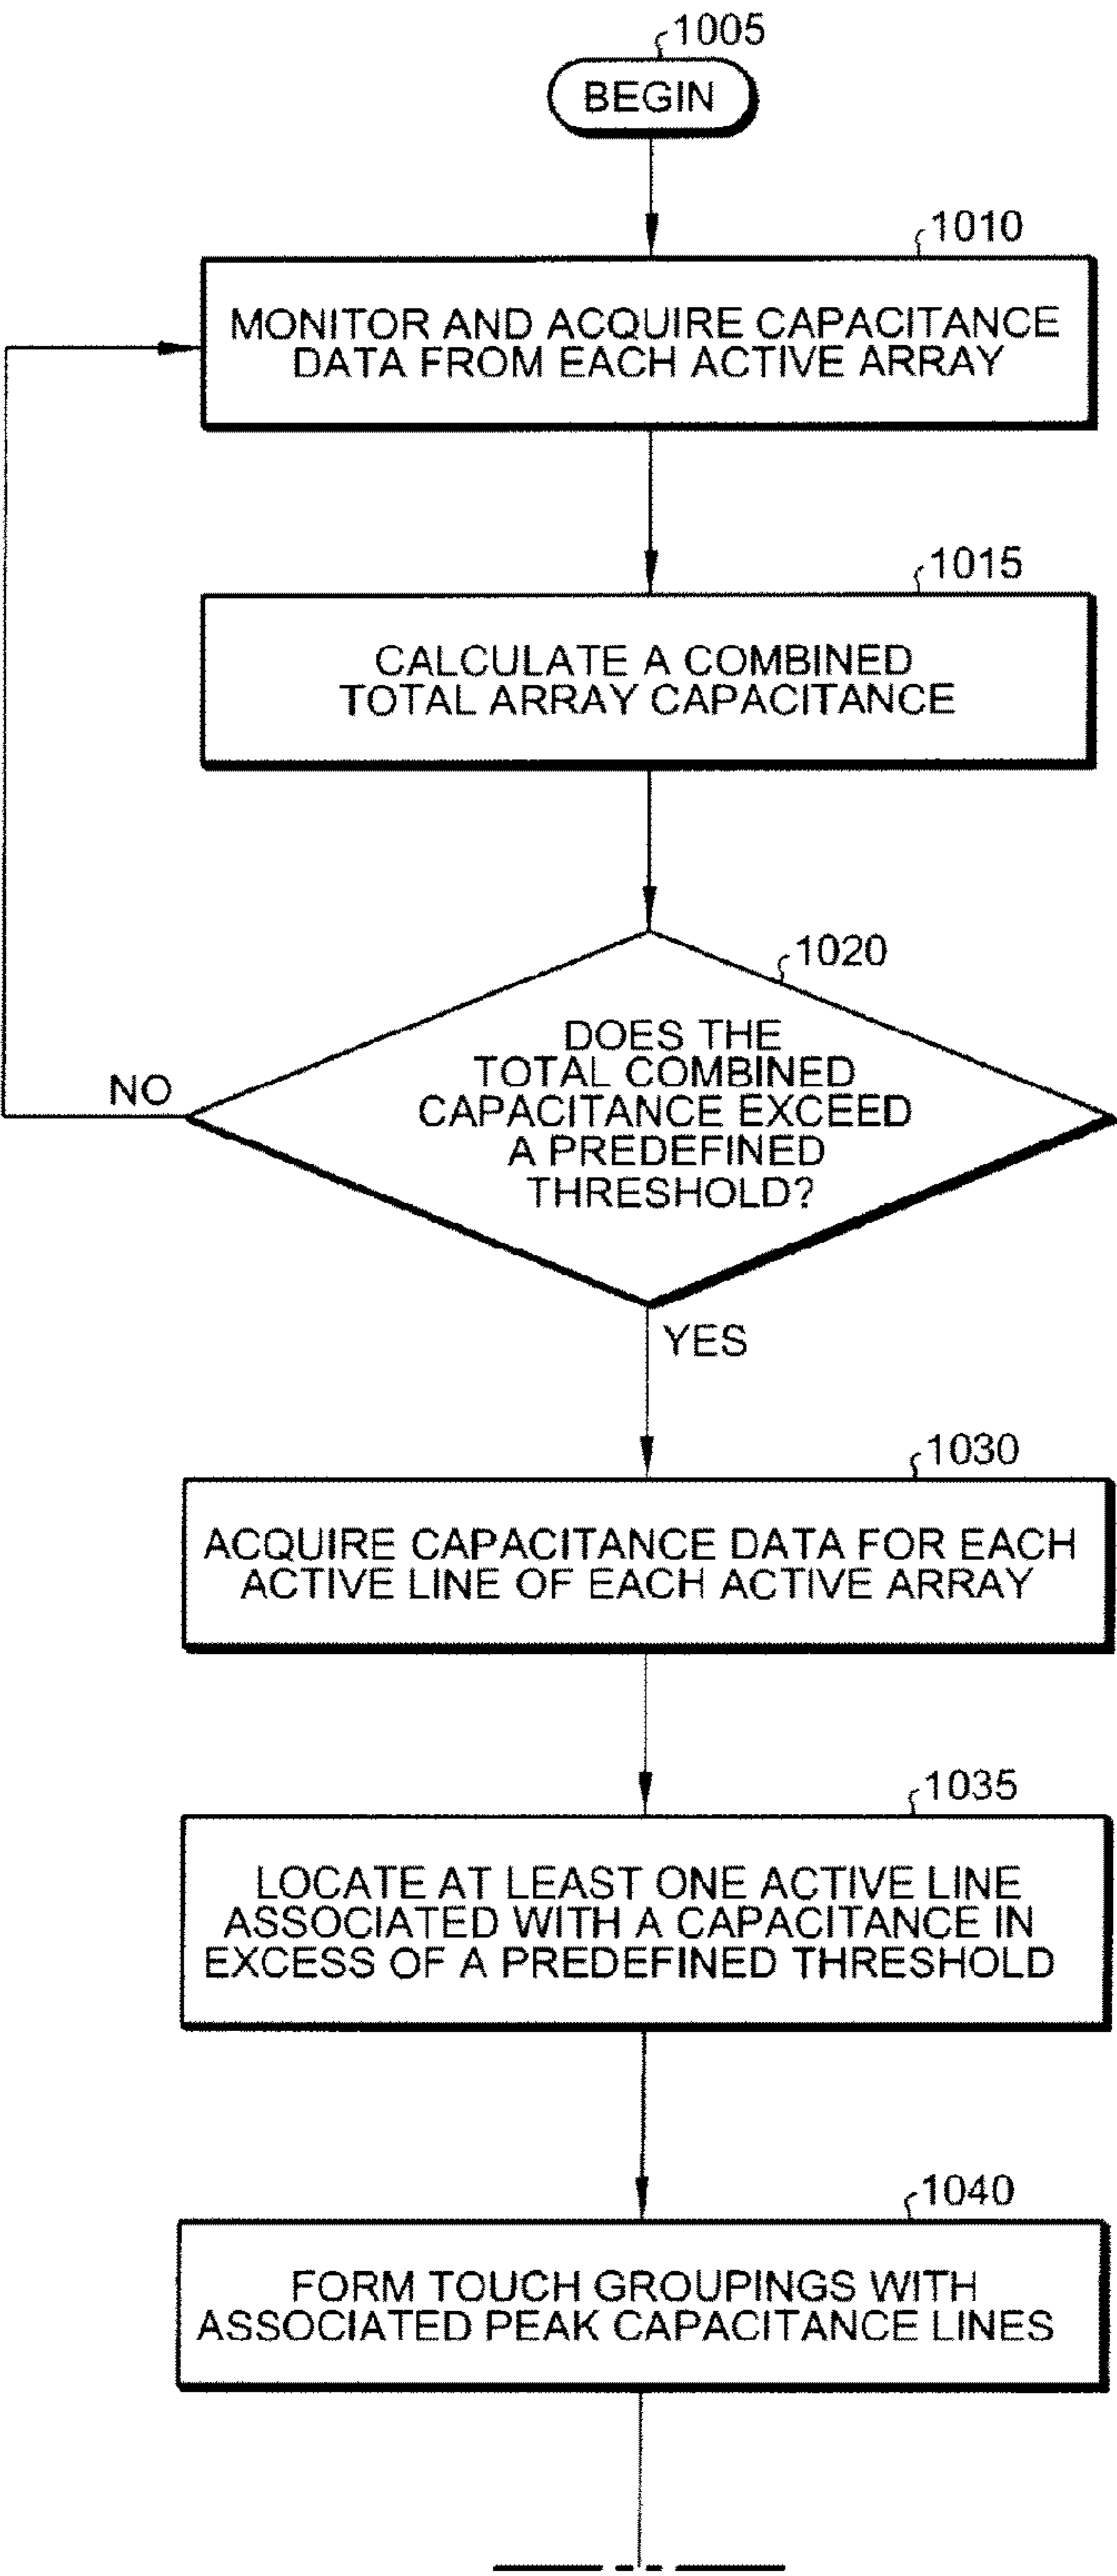 1005
BEGIN
1010
MONITOR AND ACQUIRE CAPACITANCE
DATA FROM EACH ACTIVE ARRAY
1015
CALCULATE A COMBINED
TOTAL ARRAY CAPACITANCE
1020
DOES THE
TOTAL COMBINED
CAPACITANCE EXCEED
A PREDEFINED
THRESHOLD?
NO
YES
1030
ACQUIRE CAPACITANCE DATA FOR EACH
ACTIVE LINE OF EACH ACTIVE ARRAY
1035
LOCATE AT LEAST ONE ACTIVE LINE
ASSOCIATED WITH A CAPACITANCE IN
EXCESS OF A PREDEFINED THRESHOLD
1040
FORM TOUCH GROUPINGS WITH
ASSOCIATED PEAK CAPACITANCE LINES